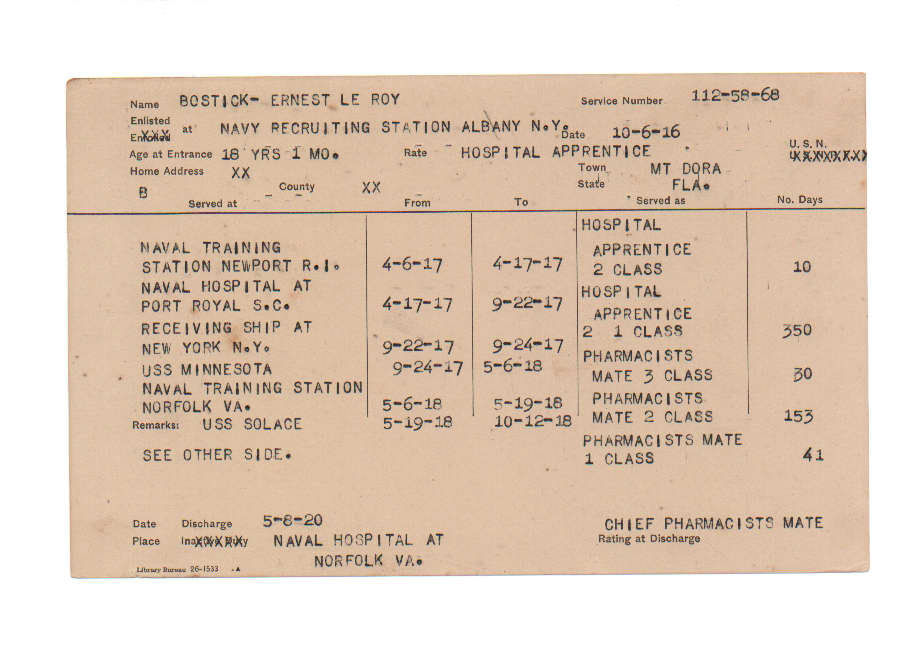 Name BOSTICK- ERNEST LE ROY Service Number 112-58-68
Enlisted
Enrolled at NAVY RECRUITING STATION ALBANY N.Y. Date 10-6-16
U. S. N.
Age at Entrance 18 YRS 1 MO. Rate HOSPITAL APPRENTICE
Home Address XX Town MT DORA
B County XX State FLA.
Served at From To Served as No. Days
HOSPITAL
NAVAL TRAINING APPRENTICE
STATION NEWPORT R.I. 4-6-17 4-17-17 2 CLASS 10
NAVAL HOSPITAL AT HOSPITAL
PORT ROYAL S.C. 4-17-17 9-22-17 APPRENTICE
RECEIVING SHIP AT 2 1 CLASS 350
NEW YORK N.Y. 9-22-17 9-24-17 PHARMACISTS
USS MINNESOTA 9-24-17 5-6-18 MATE 3 CLASS 30
NAVAL TRAINING STATION PHARMACISTS
NORFOLK VA. 5-6-18 5-19-18 MATE 2 CLASS 153
Remarks: USS SOLACE 5-19-18 10-12-18
PHARMACISTS MATE
SEE OTHER SIDE. 1 CLASS 41
Date Discharge 5-8-20 CHIEF PHARMACISTS MATE
Place Inactive Duty NAVAL HOSPITAL AT Rating at Discharge
NORFOLK VA.
Library Bureau 26-1533 .A